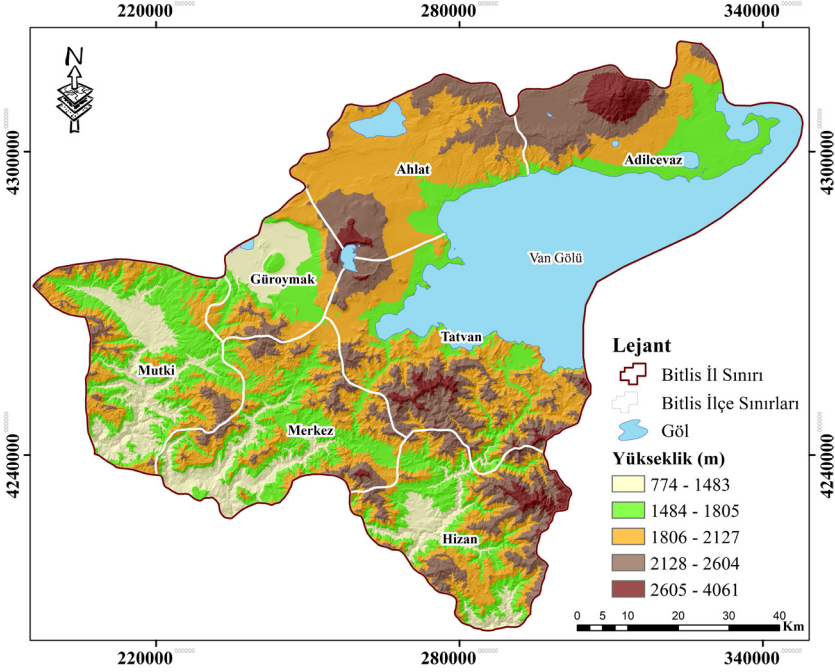 220000
280000
340000
N
4300000
4300000
Ahlat
Adilcevaz
Van Gölü
Güroymak
Tatvan
Mutki
Merkez
Hizan
4240000
4240000
Lejant
Bitlis İl Sınırı
Bitlis İlçe Sınırları
Göl
Yükseklik (m)
774 - 1483
1484 - 1805
1806 - 2127
2128 - 2604
2605 - 4061
0 5 10 20 30 40
Km
220000
280000
340000